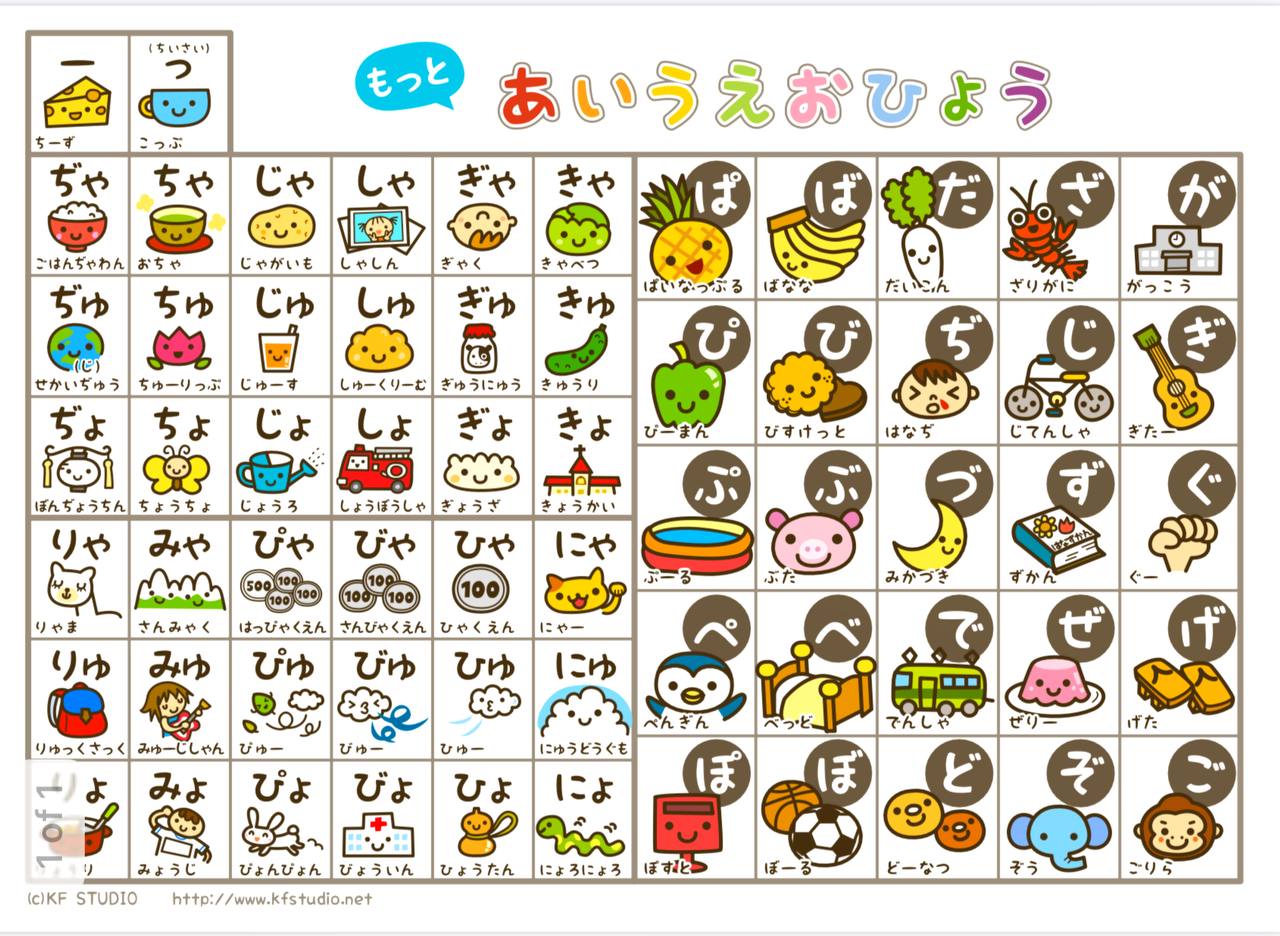 ー
ちーず
(ちいさい)
っ
こっぷ
もっと
あいうえおひょう
ぢゃ
ごはんぢゃわん
ちゃ
おちゃ
じゃ
じゃがいも
しゃ
しゃしん
ぎゃ
ぎゃく
きゃ
きゃべつ
ぱ
ぱいなっぷる
ば
ばなな
だ
だいこん
ざ
ざりがに
が
がっこう
ぢゅ
(じ)
せかいぢゅう
ちゅ
ちゅーりっぷ
じゅ
じゅーす
しゅ
しゅーくりーむ
ぎゅ
ぎゅうにゅう
きゅ
きゅうり
ぴ
ぴーまん
び
びすけっと
ぢ
はなぢ
じ
じてんしゃ
ぎ
ぎたー
ぢょ
ぼんぢょうちん
ちょ
ちょうちょ
じょ
じょうろ
しょ
しょうぼうしゃ
ぎょ
ぎょうざ
きょ
きょうかい
ぷ
ぷーる
ぶ
ぶた
づ
みかづき
ず
ずかん
ぐ
ぐー
りゃ
りゃま
みゃ
さんみゃく
ぴゃ
500
100
100
100
はっぴゃくえん
びゃ
100
100
100
さんびゃくえん
ひゃ
100
ひゃくえん
にゃ
にゃー
ぺ
ぺんぎん
べ
べっど
で
でんしゃ
ぜ
ぜりー
げ
げた
りゅ
りゅっくさっく
みゅ
みゅーじしゃん
ぴゅ
ぴゅー
びゅ
びゅー
ひゅ
ひゅー
にゅ
にゅうどうぐも
ぽ
ぽすと
ぼ
ぼーる
ど
どーなつ
ぞ
ぞう
ご
ごりら
ょ
り
みょ
みょうじ
ぴょ
ぴょんぴょん
びょ
びょういん
ひょ
ひょうたん
にょ
にょろにょろ
1 of 1
(c)KF STUDIO http://www.kfstudio.net